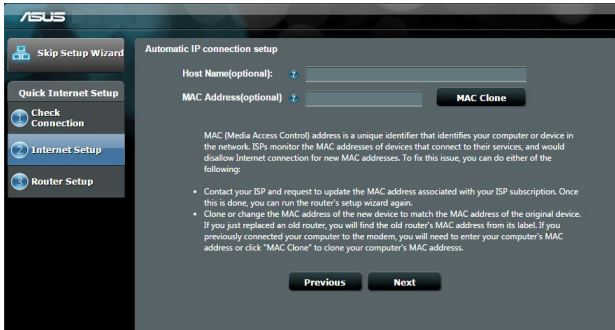 ASUS
Skip Setup Wizard
Automatic IP connection setup
Host Name(optional): ?
MAC Address(optional) ? MAC Clone
Quick Internet Setup
1 Check
Connection
2 Internet Setup
3 Router Setup
MAC (Media Access Control) address is a unique identifier that identifies your computer or device in
the network. ISPs monitor the MAC addresses of devices that connect to their services, and would
disallow Internet connection for new MAC addresses. To fix this issue, you can do either of the
following:
• Contact your ISP and request to update the MAC address associated with your ISP subscription. Once
this is done, you can run the router's setup wizard again.
• Clone or change the MAC address of the new device to match the MAC address of the original device.
If you just replaced an old router, you will find the old router's MAC address from its label. If you
previously connected your computer to the modem, you will need to enter your computer's MAC
address or click "MAC Clone" to clone your computer's MAC addresss.
Previous Next